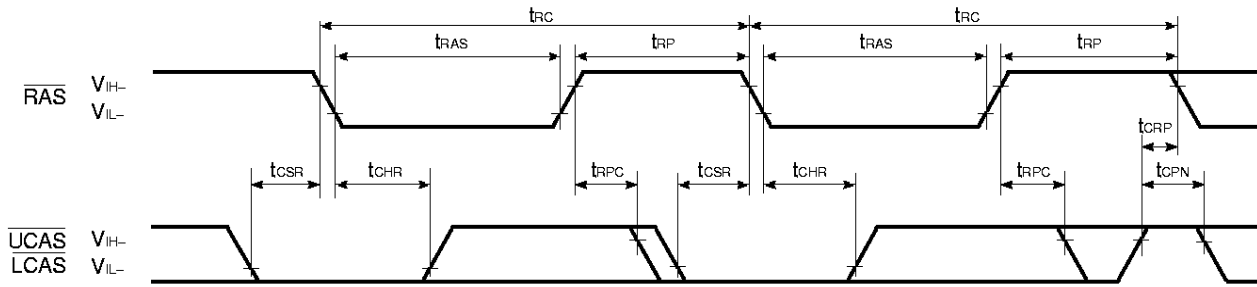 tRC tRC
tRAS tRP tRAS tRP
RAS VIH–
VIL–
tCRP
tCSR tCHR tRPC tCSR tCHR tRPC tCPN
UCAS VIH–
LCAS VIL–